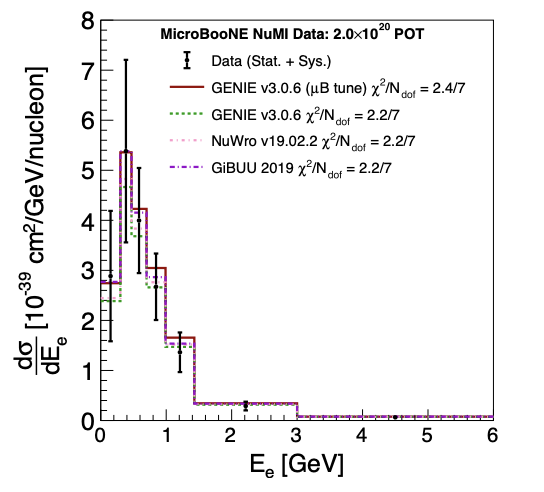 MicroBooNE NuMI Data: 2.0×10²⁰ POT
Data (Stat. + Sys.)
GENIE v3.0.6 (μB tune) χ²/N_dof = 2.4/7
GENIE v3.0.6 χ²/N_dof = 2.2/7
NuWro v19.02.2 χ²/N_dof = 2.2/7
GiBUU 2019 χ²/N_dof = 2.2/7
dσ/dE_e [10⁻³⁹ cm²/GeV/nucleon]
8
7
6
5
4
3
2
1
0
0 1 2 3 4 5 6
E_e [GeV]